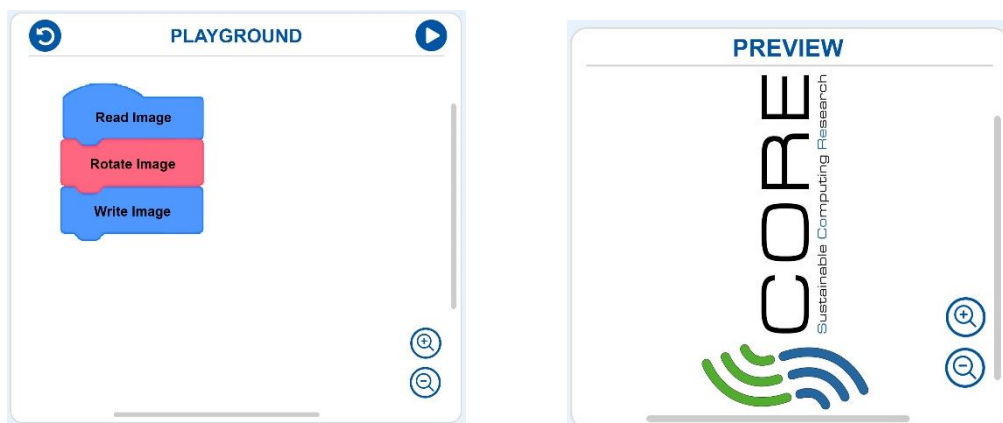 PLAYGROUND
Read Image
Rotate Image
Write Image
PREVIEW
CORE
Sustainable Computing Research